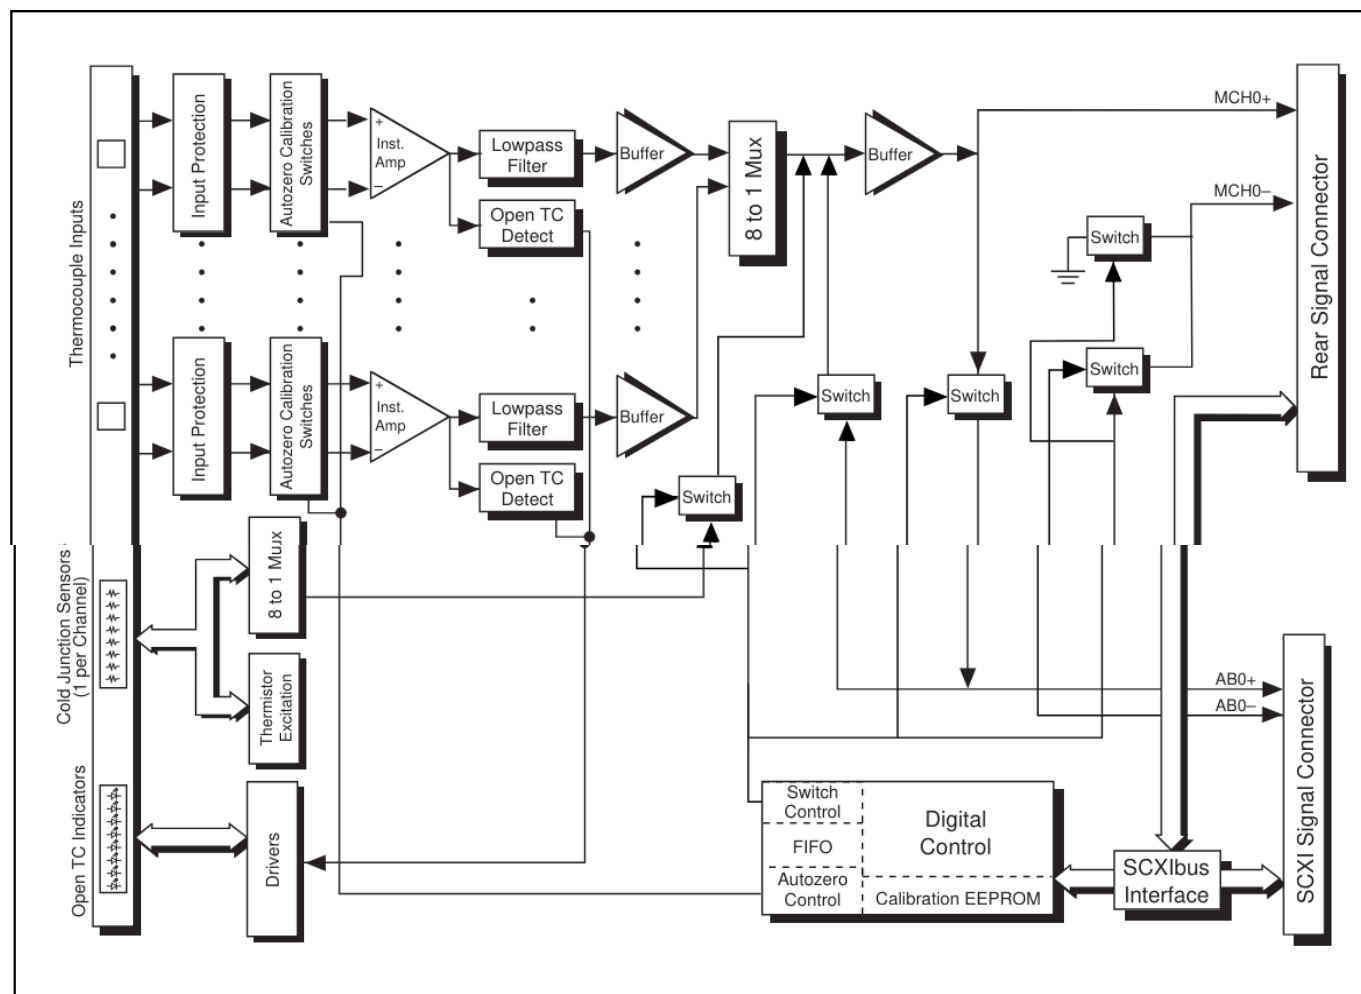 Thermocouple Inputs
Input Protection
Autozero Calibration
Switches
+
Inst.
Amp
–
Lowpass
Filter
Open TC
Detect
Buffer
8 to 1 Mux
Buffer
MCH0+
MCH0–
Switch
Switch
Rear Signal Connector
Input Protection
Autozero Calibration
Switches
+
Inst.
Amp
–
Lowpass
Filter
Open TC
Detect
Buffer
Switch
Switch
Switch
Cold Junction Sensors
(1 per Channel)
8 to 1 Mux
Thermistor
Excitation
Open TC Indicators
Drivers
Switch
Control
FIFO
Autozero
Control
Digital
Control
Calibration EEPROM
SCXIbus
Interface
AB0+
AB0–
SCXI Signal Connector